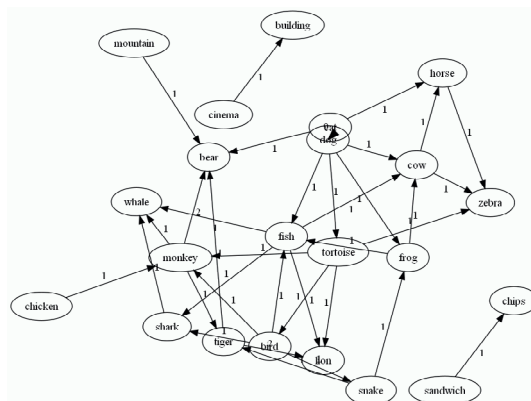 building
mountain
1
1
horse
cinema
1
cat
dog
1
1
1
bear
cow
1
1
1
1
zebra
whale
2
1
fish
1
tortoise
1
frog
1
monkey
1
1
chicken
1
1
1
1
1
chips
shark
tiger
1
bird
2
lion
1
1
snake
sandwich